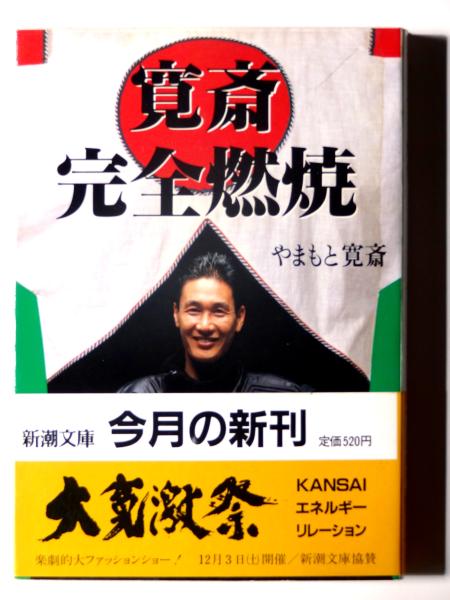 寛斎
完全燃焼
やまもと寛斎
新潮文庫 今月の新刊 定価520円
大寛激祭
KANSAI
エネルギー
リレーション
楽劇的大ファッションショー! 12月3日(土)開催/新潮文庫協賛